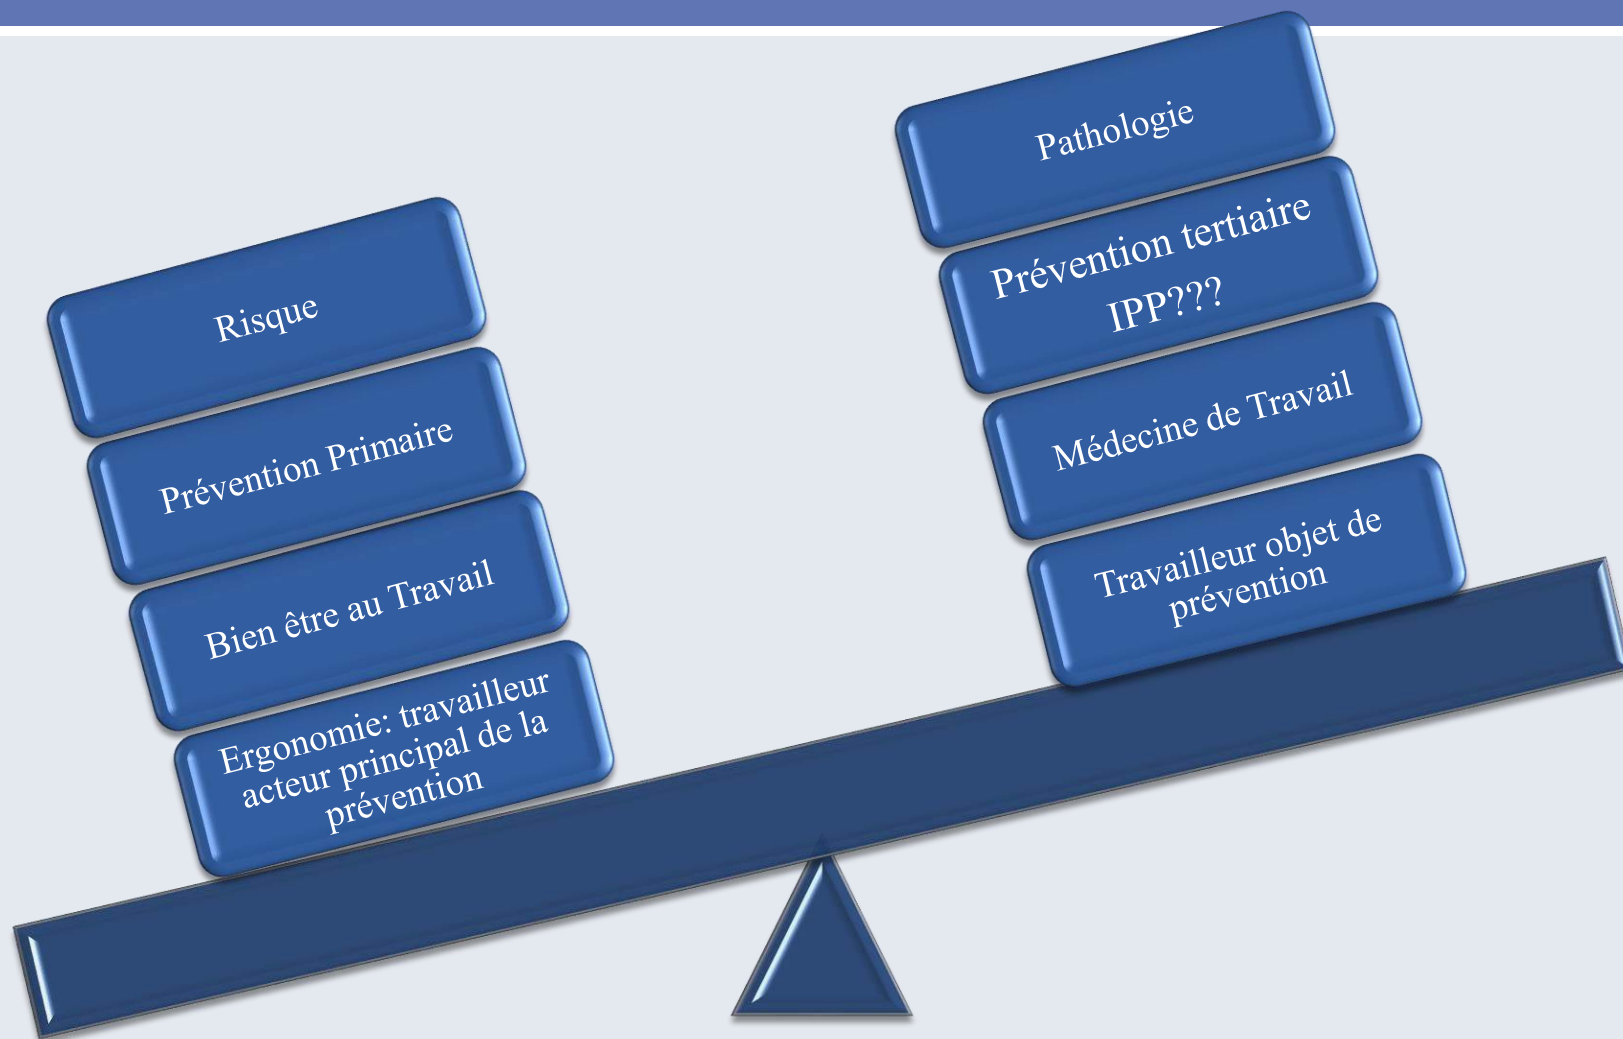 Risque
Prévention Primaire
Bien être au Travail
Ergonomie: travailleur
acteur principal de la
prévention
Pathologie
Prévention tertiaire
IPP???
Médecine de Travail
Travailleur objet de
prévention